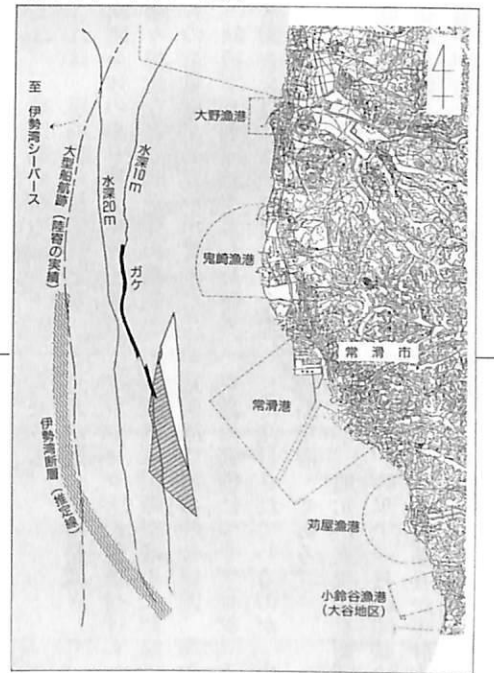 至 伊勢湾シーバース
大型船航跡（陸寄の実績）
水深20m
水深10m
ガケ
伊勢湾断層（推定線）
大野漁港
鬼崎漁港
常滑市
常滑港
苅屋漁港
小鈴谷漁港
（大谷地区）